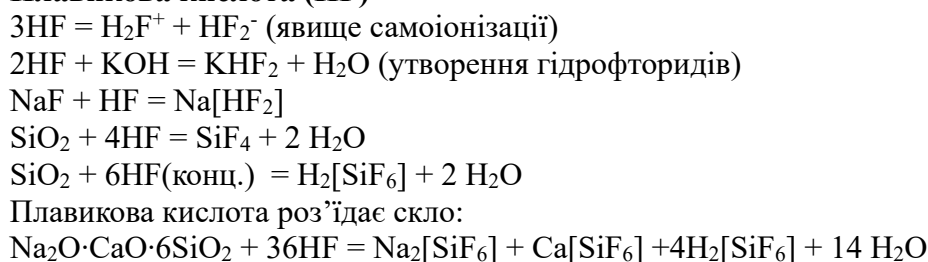 Плавикова кислота (HF)
3HF = H₂F⁺ + HF₂⁻ (явище самоіонізації)
2HF + KOH = KHF₂ + H₂O (утворення гідрофторидів)
NaF + HF = Na[HF₂]
SiO₂ + 4HF = SiF₄ + 2 H₂O
SiO₂ + 6HF(конц.) = H₂[SiF₆] + 2 H₂O
Плавикова кислота роз’їдає скло:
Na₂O·CaO·6SiO₂ + 36HF = Na₂[SiF₆] + Ca[SiF₆] +4H₂[SiF₆] + 14 H₂O